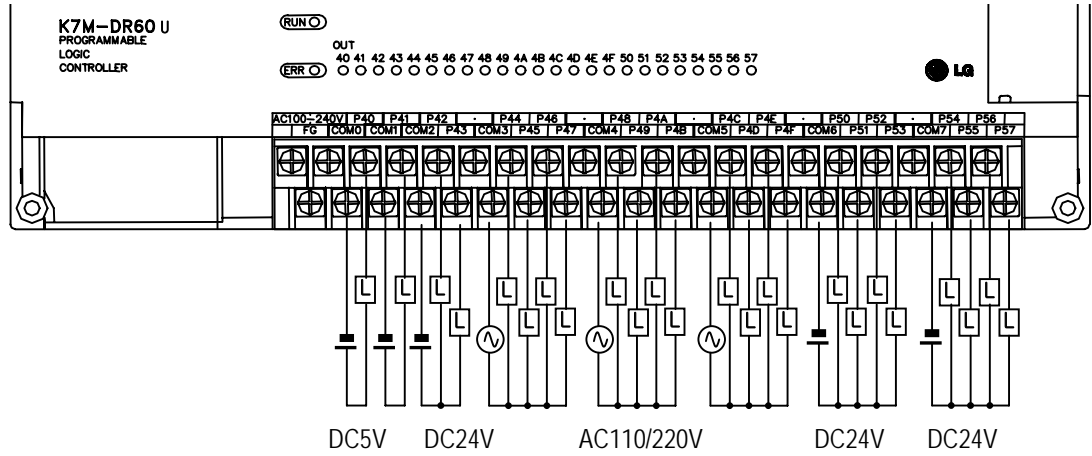 K7M-DR60 U
PROGRAMMABLE
LOGIC
CONTROLLER
RUN
ERR
OUT
40 41 42 43 44 45 46 47 48 49 4A 4B 4C 4D 4E 4F 50 51 52 53 54 55 56 57
LG
AC100-240V P40 P41 P42 · P44 P46 · P48 P4A · P4C P4E · P50 P52 · P54 P56
FG COM0 COM1 COM2 P43 COM3 P45 P47 COM4 P49 P4B COM5 P4D P4F COM6 P51 P53 COM7 P55 P57
L L L L L L L L L L L L L L L L L L L L L L L L
DC5V DC24V AC110/220V DC24V DC24V